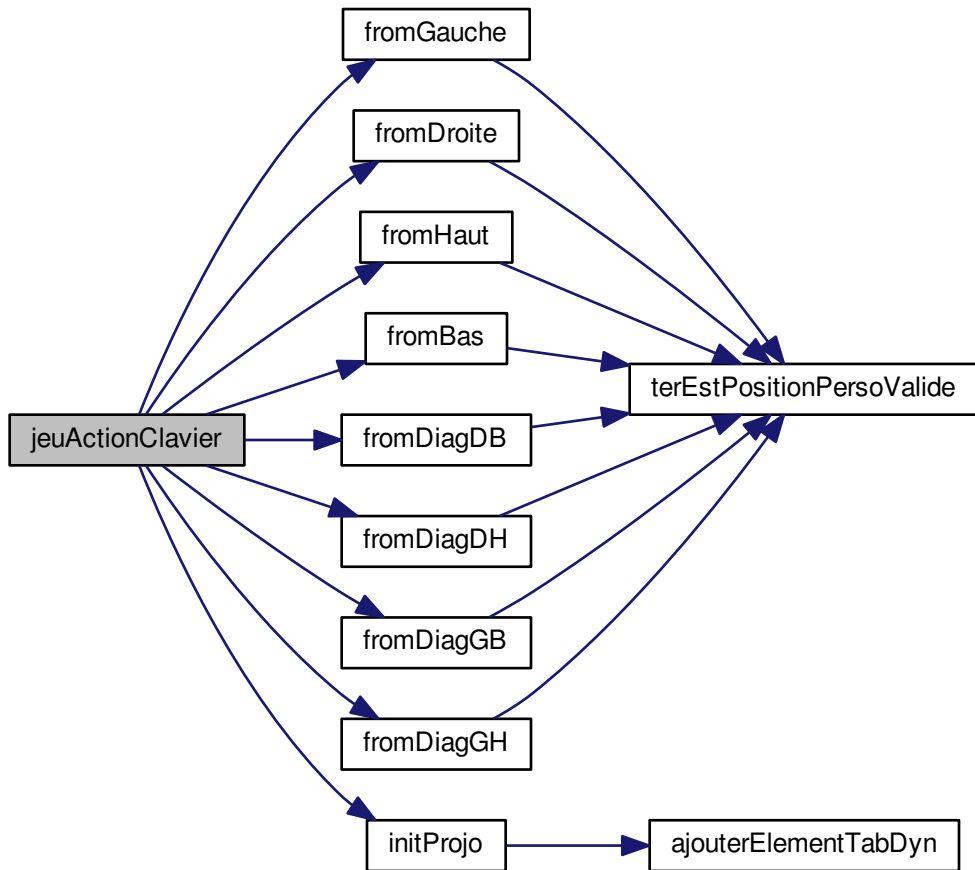 fromGauche
fromDroite
fromHaut
fromBas
terEstPositionPersoValide
jeuActionClavier
fromDiagDB
fromDiagDH
fromDiagGB
fromDiagGH
initProjo
ajouterElementTabDyn